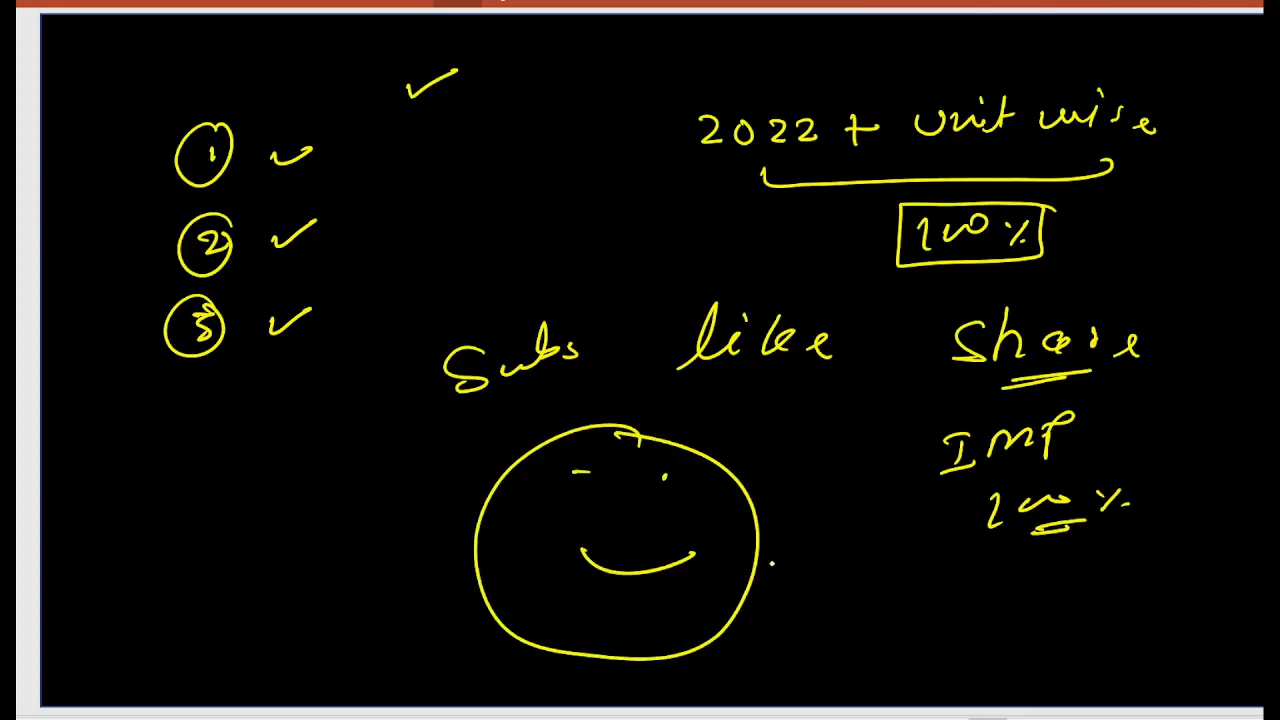 ✓
2022 + unit wise
1 ✓
100 %
2 ✓
3 ✓
Subs like Share
IMP
100 %